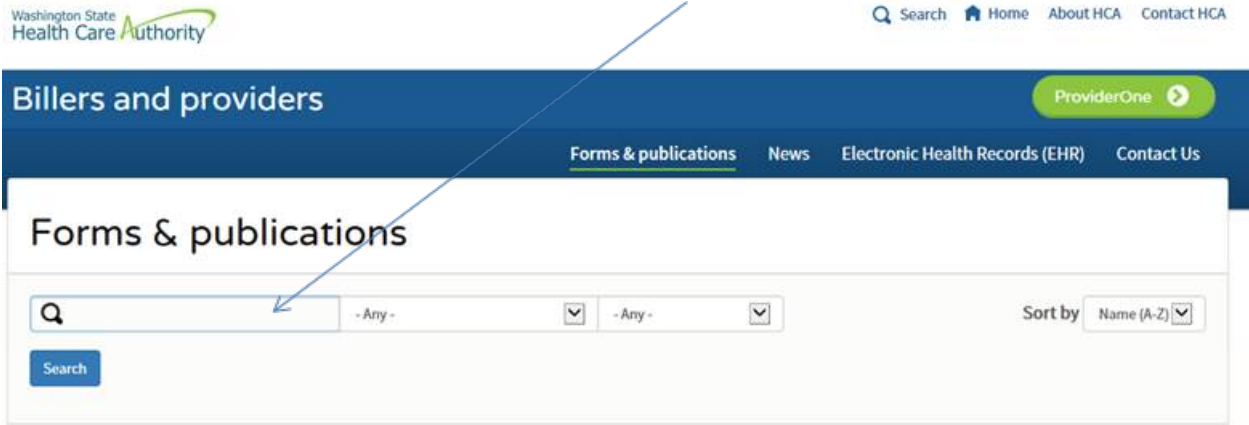 Washington State
Health Care Authority
Search Home About HCA Contact HCA
Billers and providers
ProviderOne
Forms & publications News Electronic Health Records (EHR) Contact Us
Forms & publications
- Any - - Any - Sort by Name (A-Z)
Search